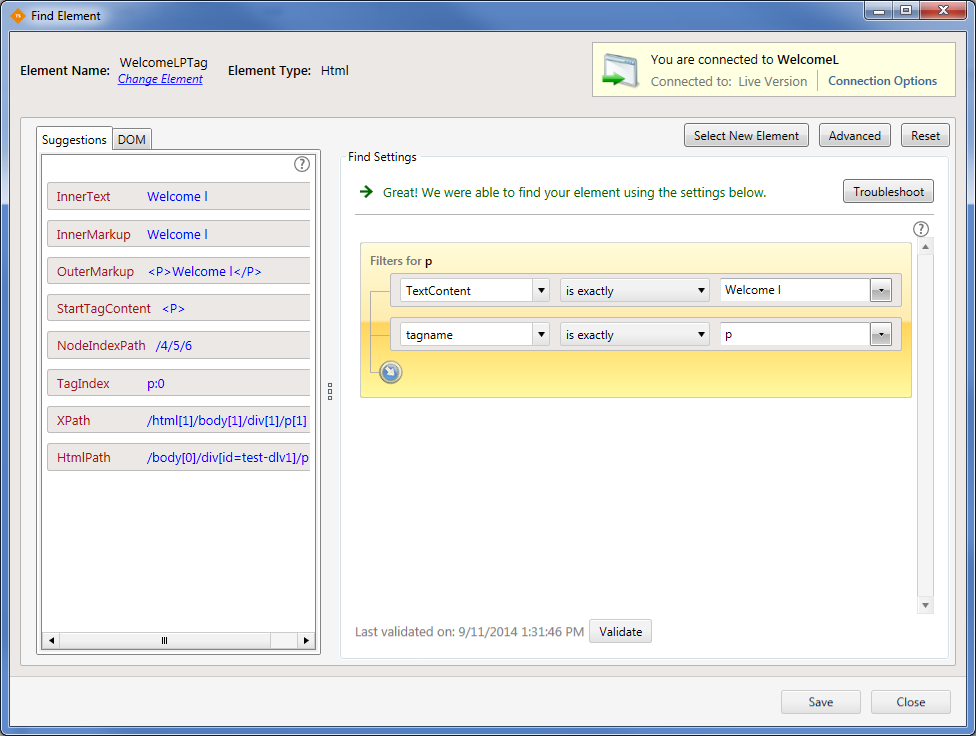 Find Element
Element Name: WelcomeLPTag
Change Element
Element Type: Html
You are connected to WelcomeL
Connected to: Live Version
Connection Options
Select New Element
Advanced
Reset
Suggestions
DOM
?
InnerText Welcome l
InnerMarkup Welcome l
OuterMarkup <P>Welcome l</P>
StartTagContent <P>
NodeIndexPath /4/5/6
TagIndex p:0
XPath /html[1]/body[1]/div[1]/p[1]
HtmlPath /body[0]/div[id=test-dlv1]/p
Find Settings
Great! We were able to find your element using the settings below.
Troubleshoot
?
Filters for p
TextContent is exactly Welcome l
tagname is exactly p
Last validated on: 9/11/2014 1:31:46 PM
Validate
Save
Close